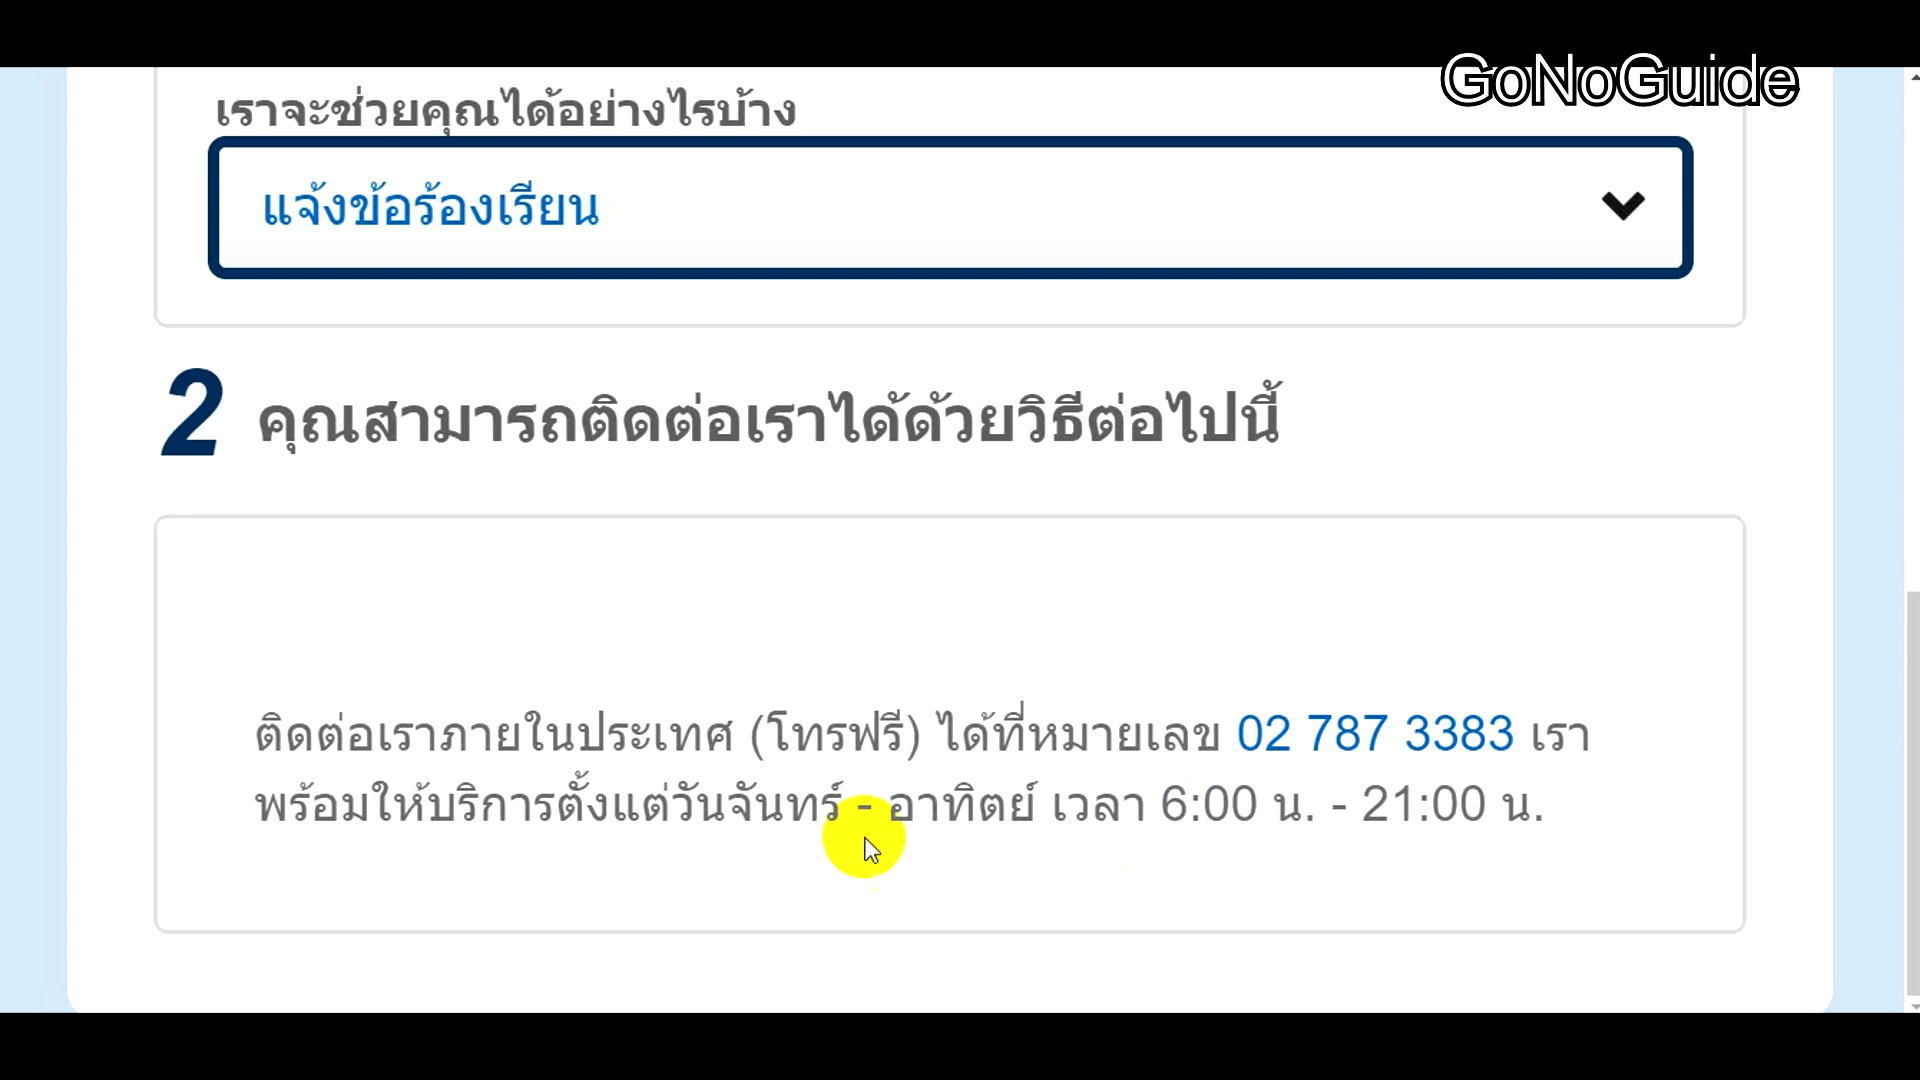 GoNoGuide
เราจะช่วยคุณได้อย่างไรบ้าง
แจ้งข้อร้องเรียน
2 คุณสามารถติดต่อเราได้ด้วยวิธีต่อไปนี้
ติดต่อเราภายในประเทศ (โทรฟรี) ได้ที่หมายเลข 02 787 3383 เรา
พร้อมให้บริการตั้งแต่วันจันทร์ - อาทิตย์ เวลา 6:00 น. - 21:00 น.